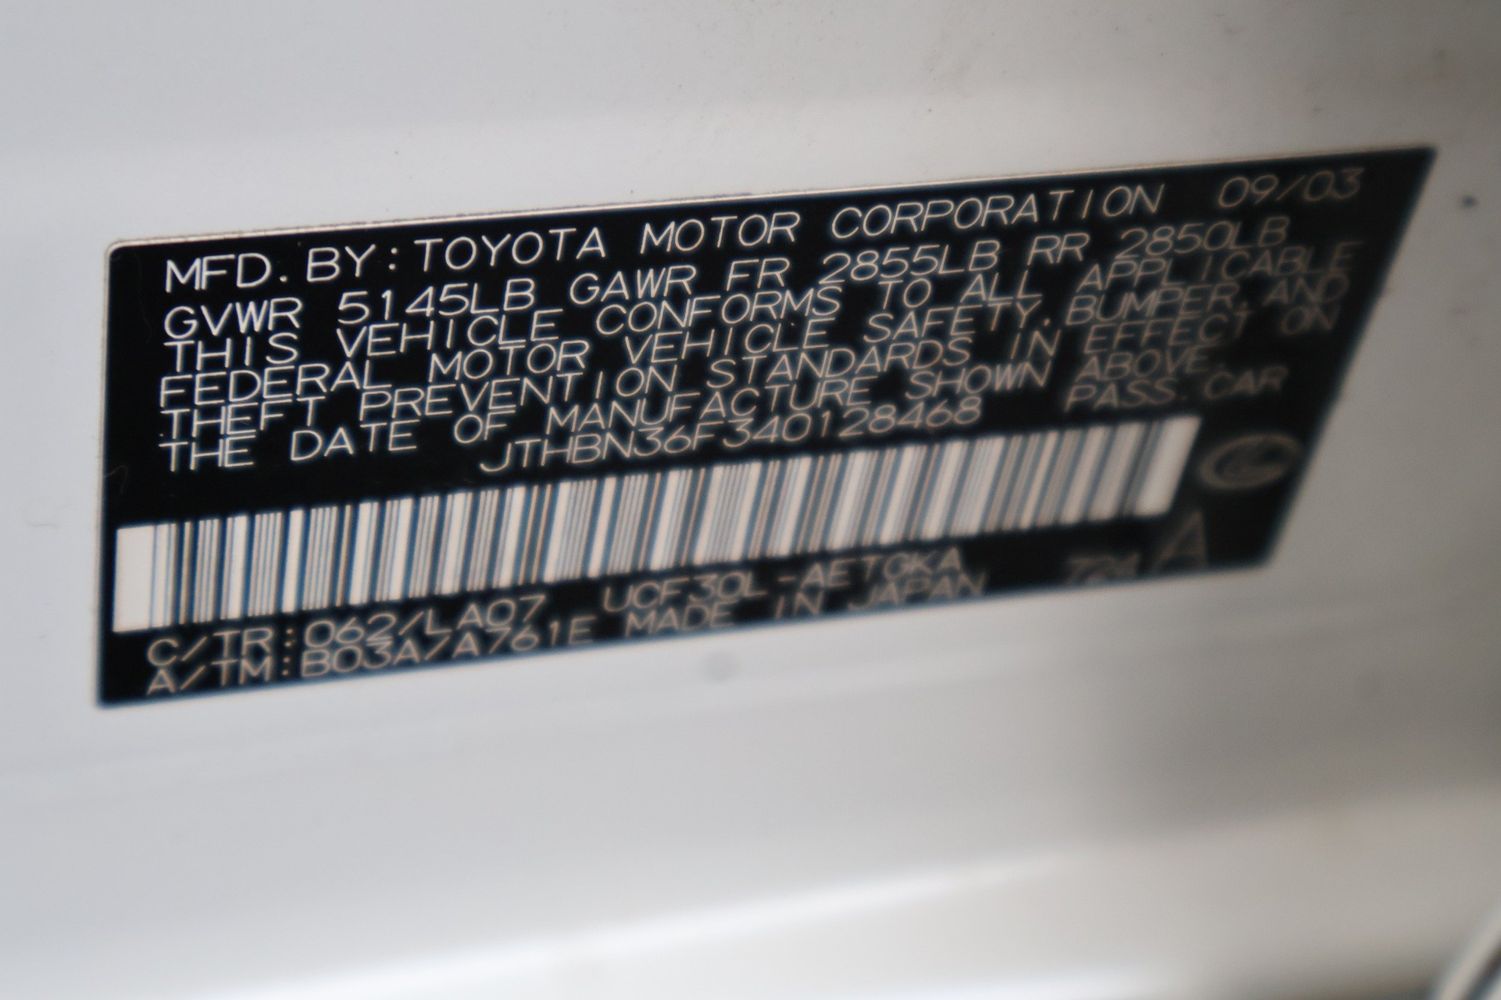 MFD. BY: TOYOTA MOTOR CORPORATION 09/03
GVWR 5145LB GAWR FR 2855LB RR 2850LB
THIS VEHICLE CONFORMS TO ALL APPLICABLE
FEDERAL MOTOR VEHICLE SAFETY, BUMPER, AND
THEFT PREVENTION STANDARDS IN EFFECT ON
THE DATE OF MANUFACTURE SHOWN ABOVE.
JTHBN36F340128468 PASS. CAR
C/TR: 062/LA07 UCF30L-AETGKA
A/TM: B03A/A761E MADE IN JAPAN A